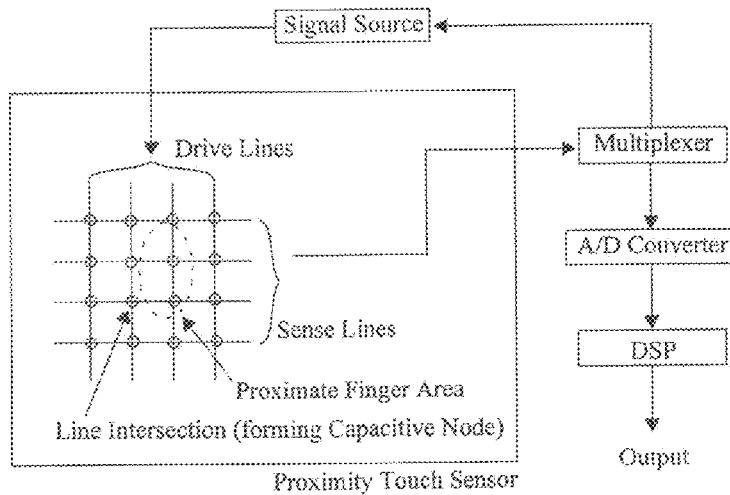 Signal Source
Drive Lines
Multiplexer
A/D Converter
Sense Lines
DSP
Proximate Finger Area
Line Intersection (forming Capacitive Node)
Output
Proximity Touch Sensor